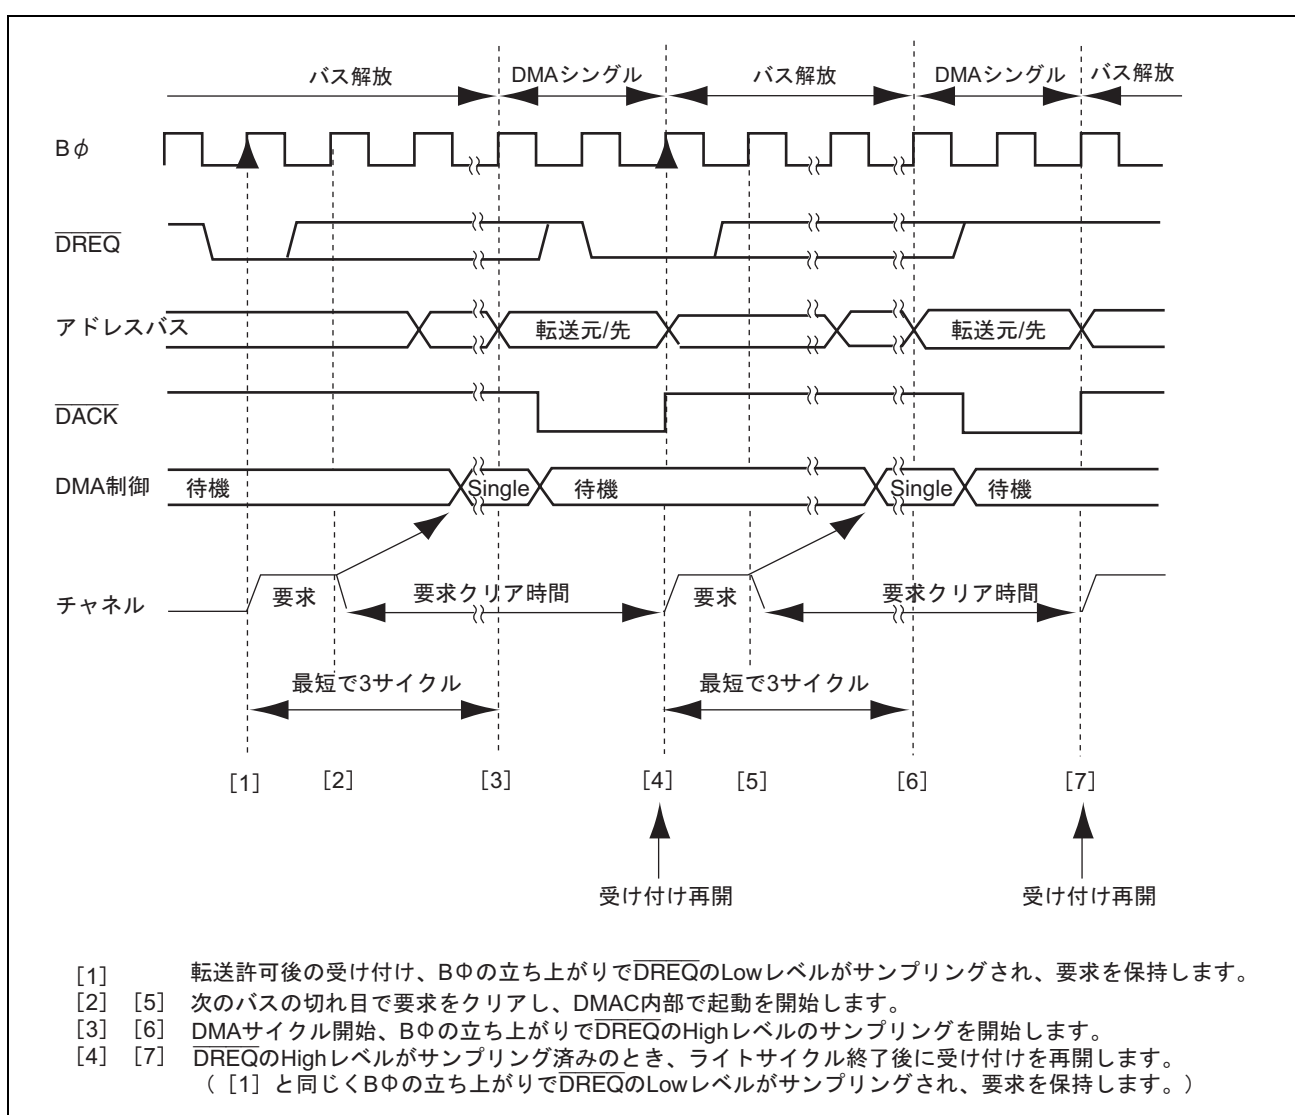 バス解放 DMAシングル バス解放 DMAシングル バス解放
Bφ
DREQ
アドレスバス 転送元/先 転送元/先
DACK
DMA制御 待機 Single 待機 Single 待機
チャネル 要求 要求クリア時間 要求 要求クリア時間
最短で3サイクル 最短で3サイクル
[1] [2] [3] [4] [5] [6] [7]
受け付け再開 受け付け再開
[1] 転送許可後の受け付け、BΦの立ち上がりでDREQのLowレベルがサンプリングされ、要求を保持します。
[2] [5] 次のバスの切れ目で要求をクリアし、DMAC内部で起動を開始します。
[3] [6] DMAサイクル開始、BΦの立ち上がりでDREQのHighレベルのサンプリングを開始します。
[4] [7] DREQのHighレベルがサンプリング済みのとき、ライトサイクル終了後に受け付けを再開します。
([1]と同じくBΦの立ち上がりでDREQのLowレベルがサンプリングされ、要求を保持します。)